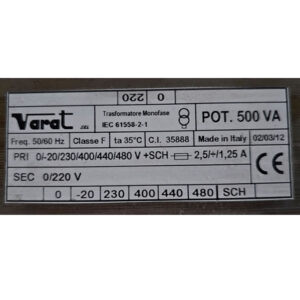 0 220
Varat
Trasformatore Monofase
IEC 61558-2-1
POT. 500 VA
Freq. 50/60 Hz Classe F ta 35°C C.I. 35888 Made in Italy 02/03/12
PRI 0/-20/230/400/440/480 V +SCH 2,5/÷/1,25 A
SEC 0/220 V
CE
0 -20 230 400 440 480 SCH